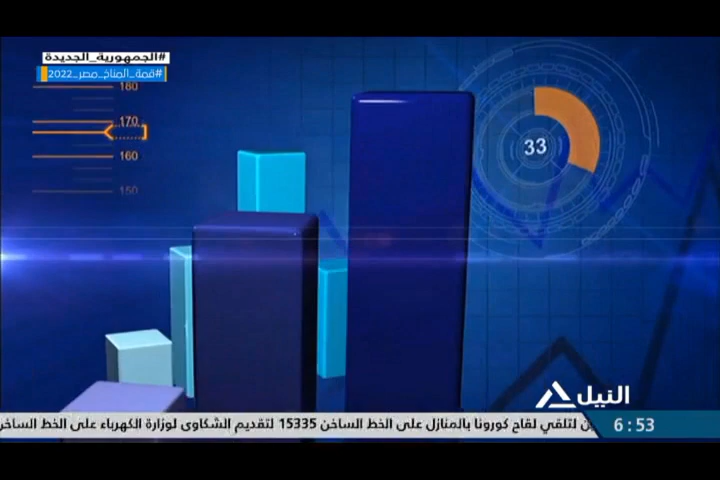 #الجمهورية_الجديدة
#قمة_المناخ_مصر_2022
180
170
160
150
33
النيل
لتلقي لقاح كورونا بالمنازل على الخط الساخن 15335 لتقديم الشكاوى لوزارة الكهرباء على الخط الساخن
6:53